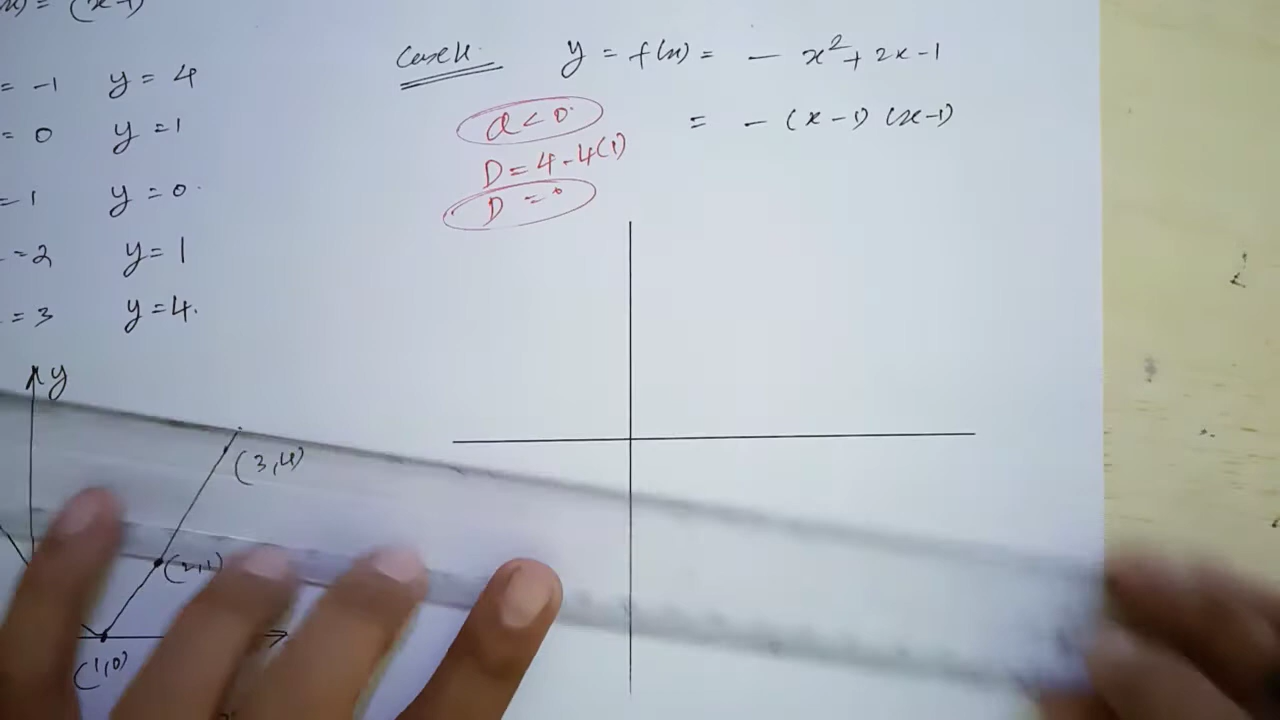 = (x-1)
= -1 y = 4
= 0 y = 1
= 1 y = 0.
= 2 y = 1
= 3 y = 4.
y
(3,4)
(2,1)
(1,0)
Case II. y = f(x) = - x² + 2x - 1
= - (x-1) (x-1)
a < 0.
D = 4 - 4(1)
D = 0